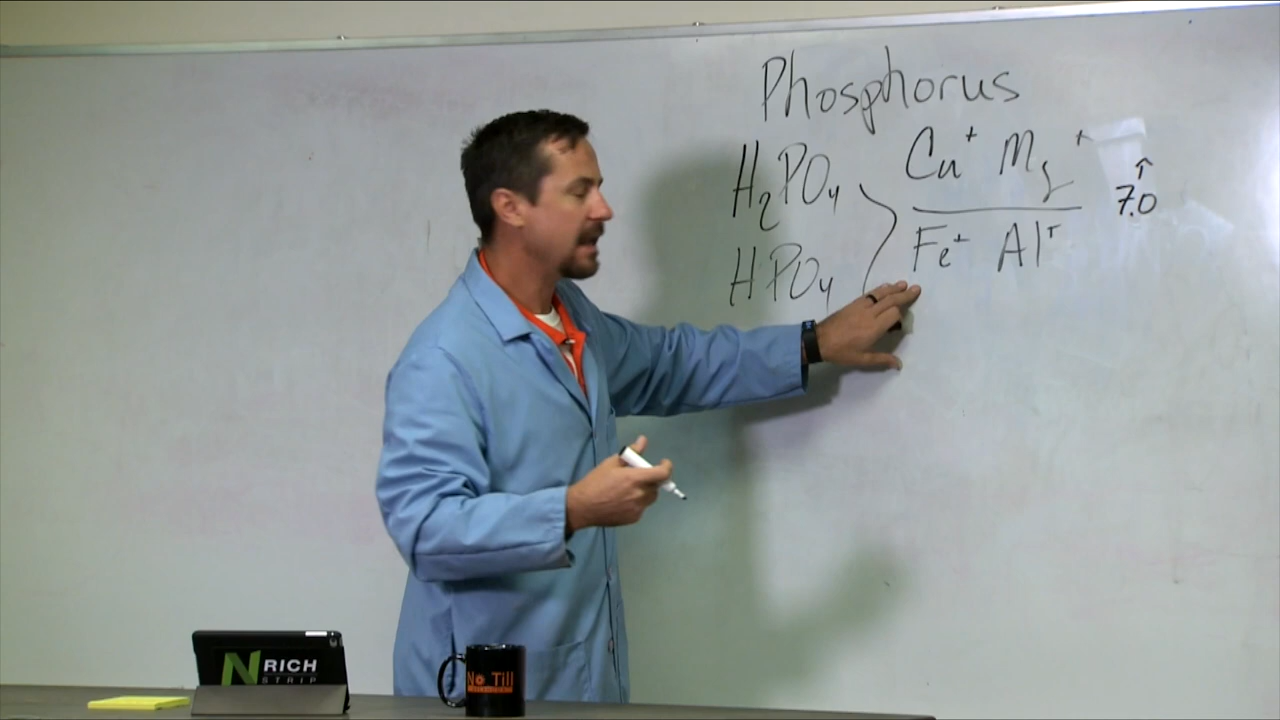 Phosphorus
H2PO4 Ca+ Mg+
↑
7.0
HPO4 Fe+ Al+
NRICH
STRIP
No Till